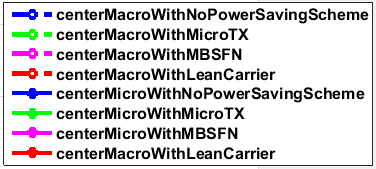 centerMacroWithNoPowerSavingScheme
centerMacroWithMicroTX
centerMacroWithMBSFN
centerMacroWithLeanCarrier
centerMicroWithNoPowerSavingScheme
centerMicroWithMicroTX
centerMicroWithMBSFN
centerMacroWithLeanCarrier